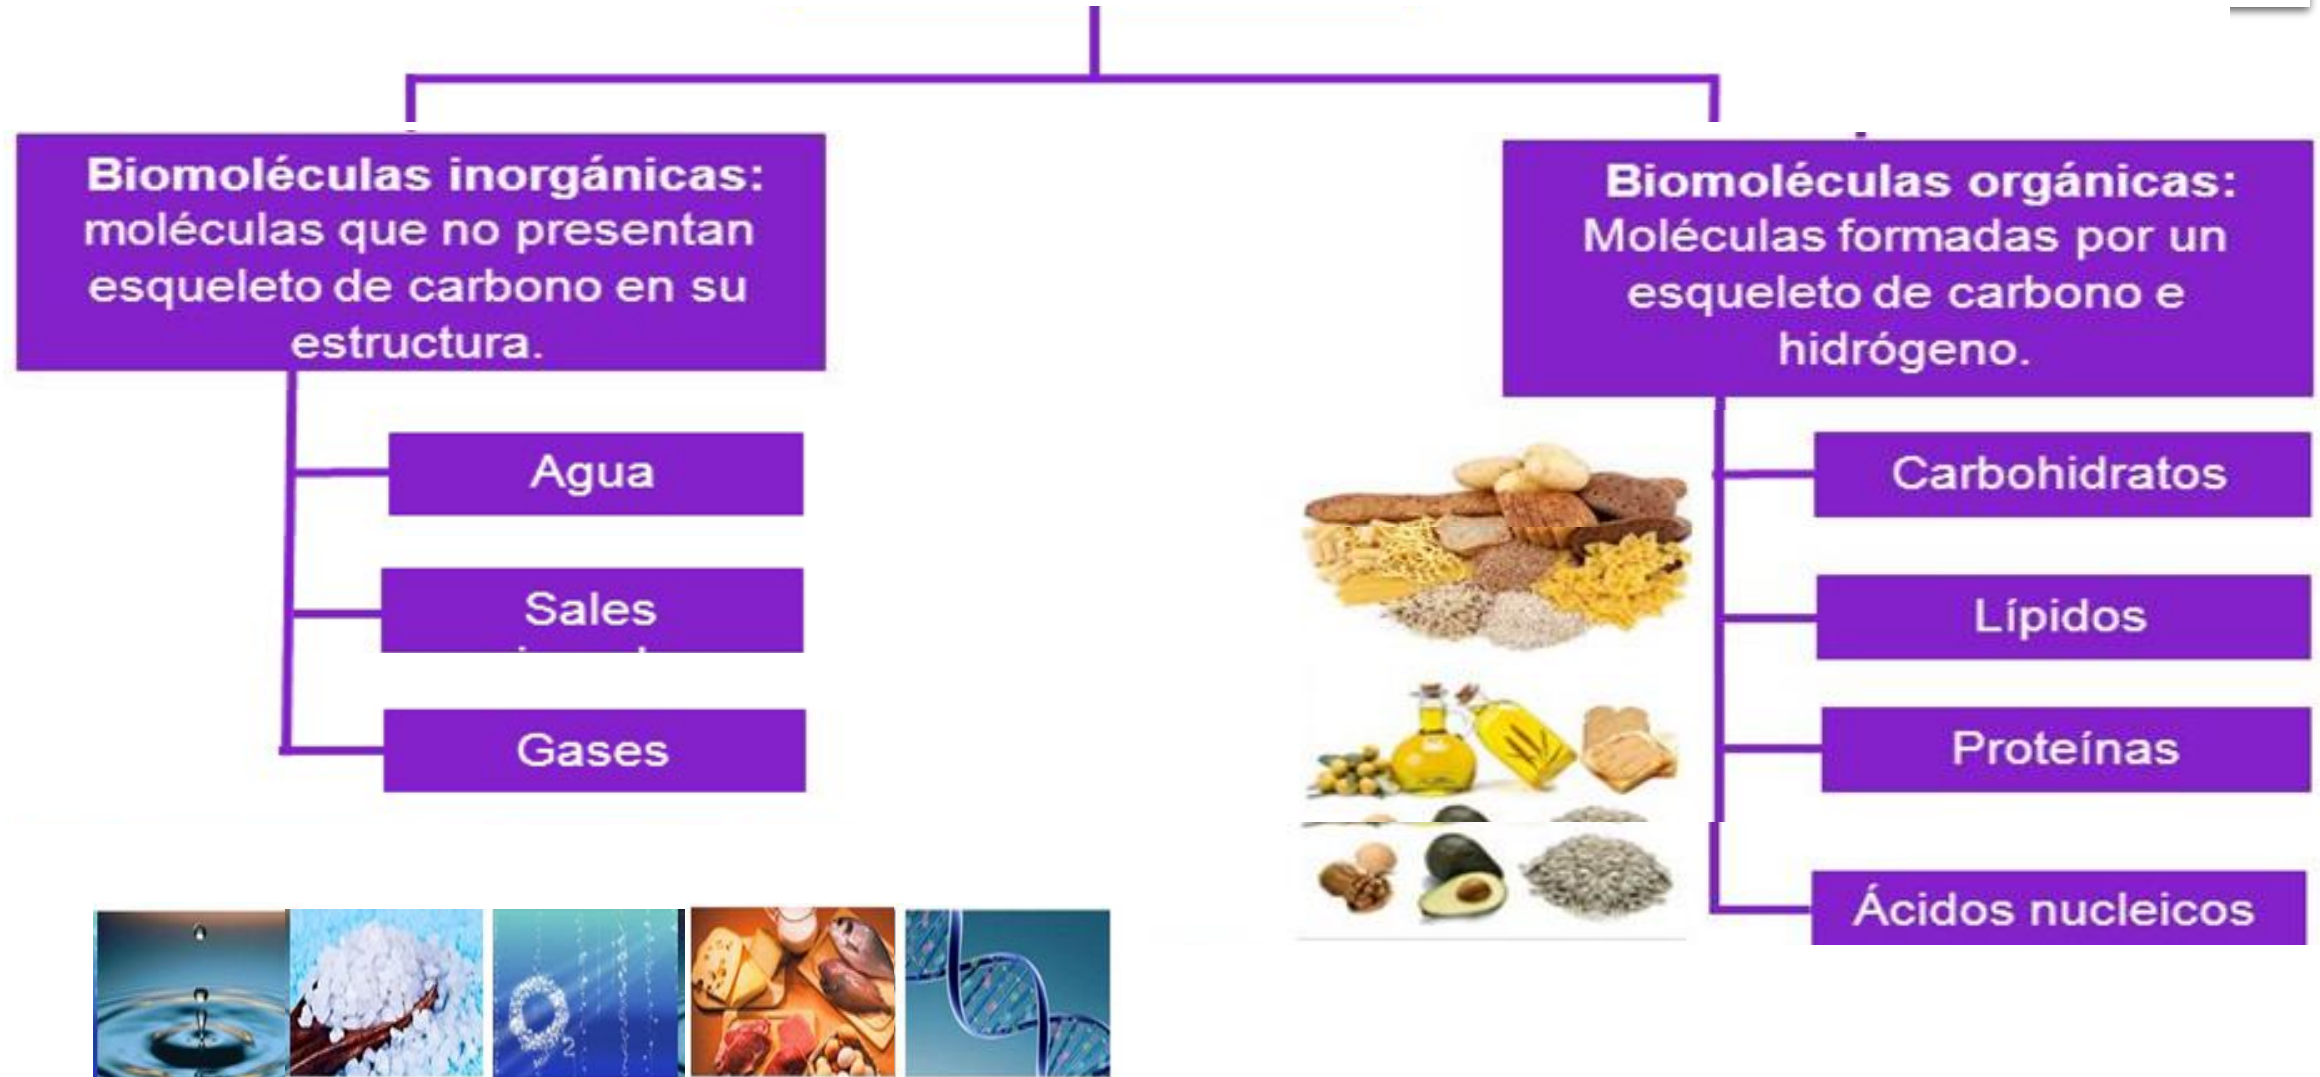 Biomoléculas inorgánicas:
moléculas que no presentan
esqueleto de carbono en su
estructura.
Agua
Sales
Gases
Biomoléculas orgánicas:
Moléculas formadas por un
esqueleto de carbono e
hidrógeno.
Carbohidratos
Lípidos
Proteínas
Ácidos nucleicos
O2